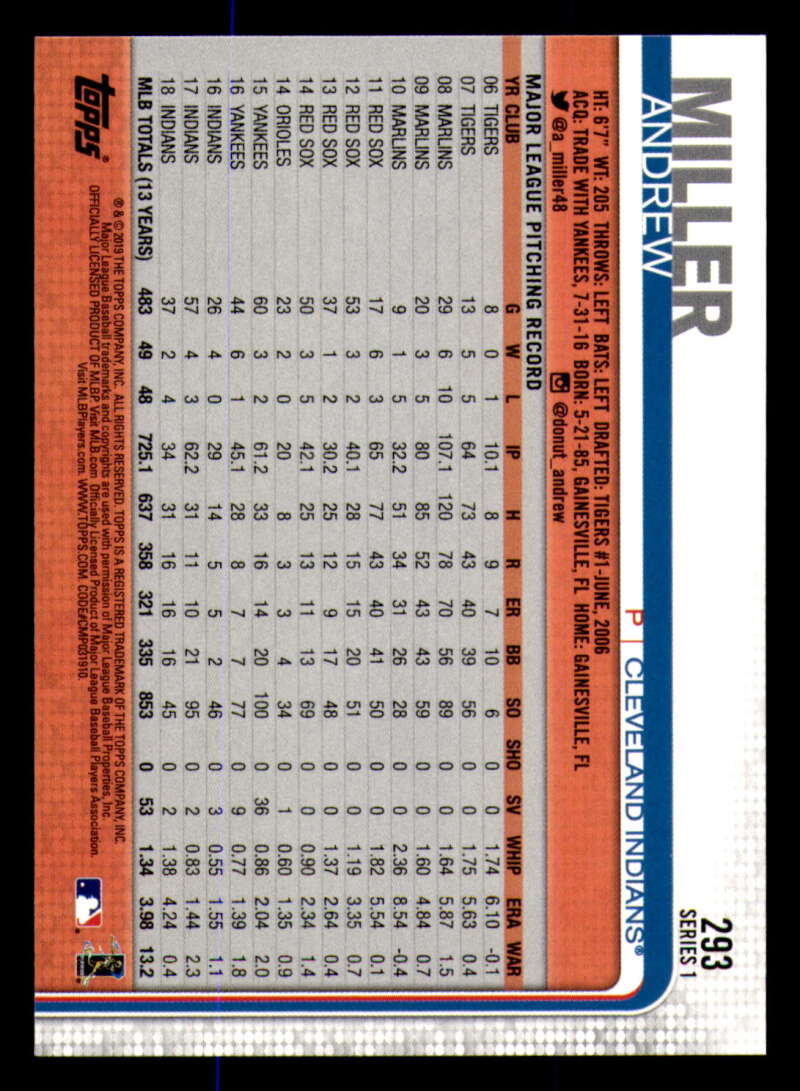 MILLER
ANDREW
293
SERIES 1
P | CLEVELAND INDIANS®
HT: 6'7" WT: 205 THROWS: LEFT BATS: LEFT DRAFTED: TIGERS #1-JUNE, 2006
ACQ: TRADE WITH YANKEES, 7-31-16 BORN: 5-21-85, GAINESVILLE, FL HOME: GAINESVILLE, FL
@a_miller48 @donut_andrew
MAJOR LEAGUE PITCHING RECORD
YR CLUB G W L IP H R ER BB SO SHO SV WHIP ERA WAR
06 TIGERS 8 0 1 10.1 8 9 7 10 6 0 0 1.74 6.10 -0.1
07 TIGERS 13 5 5 64 73 43 40 39 56 0 0 1.75 5.63 0.4
08 MARLINS 29 6 10 107.1 120 78 70 56 89 0 0 1.64 5.87 1.5
09 MARLINS 20 3 5 80 85 52 43 43 59 0 0 1.60 4.84 0.7
10 MARLINS 9 1 5 32.2 51 34 31 26 28 0 0 2.36 8.54 -0.4
11 RED SOX 17 6 3 65 77 43 40 41 50 0 0 1.82 5.54 0.1
12 RED SOX 53 3 2 40.1 28 15 15 20 51 0 0 1.19 3.35 0.7
13 RED SOX 37 1 2 30.2 25 12 9 17 48 0 0 1.37 2.64 0.4
14 RED SOX 50 3 5 42.1 25 13 11 13 69 0 0 0.90 2.34 1.4
14 ORIOLES 23 2 0 20 8 3 3 4 34 0 1 0.60 1.35 0.9
15 YANKEES 60 3 2 61.2 33 16 14 20 100 0 36 0.86 2.04 2.0
16 YANKEES 44 6 1 45.1 28 8 7 7 77 0 9 0.77 1.39 1.8
16 INDIANS 26 4 0 29 14 5 5 2 46 0 3 0.55 1.55 1.1
17 INDIANS 57 4 3 62.2 31 11 10 21 95 0 2 0.83 1.44 2.3
18 INDIANS 37 2 4 34 31 16 16 16 45 0 2 1.38 4.24 0.4
MLB TOTALS (13 YEARS) 483 49 48 725.1 637 358 321 335 853 0 53 1.34 3.98 13.2
topps®
® & © 2019 THE TOPPS COMPANY, INC. ALL RIGHTS RESERVED. TOPPS IS A REGISTERED TRADEMARK OF THE TOPPS COMPANY, INC.
Major League Baseball trademarks and copyrights are used with permission of Major League Baseball Properties, Inc.
OFFICIALLY LICENSED PRODUCT OF MLBP. Visit MLB.com Officially Licensed Product of Major League Baseball Players Association.
Visit MLBPlayers.com. WWW.TOPPS.COM. CODE#CMP031910.